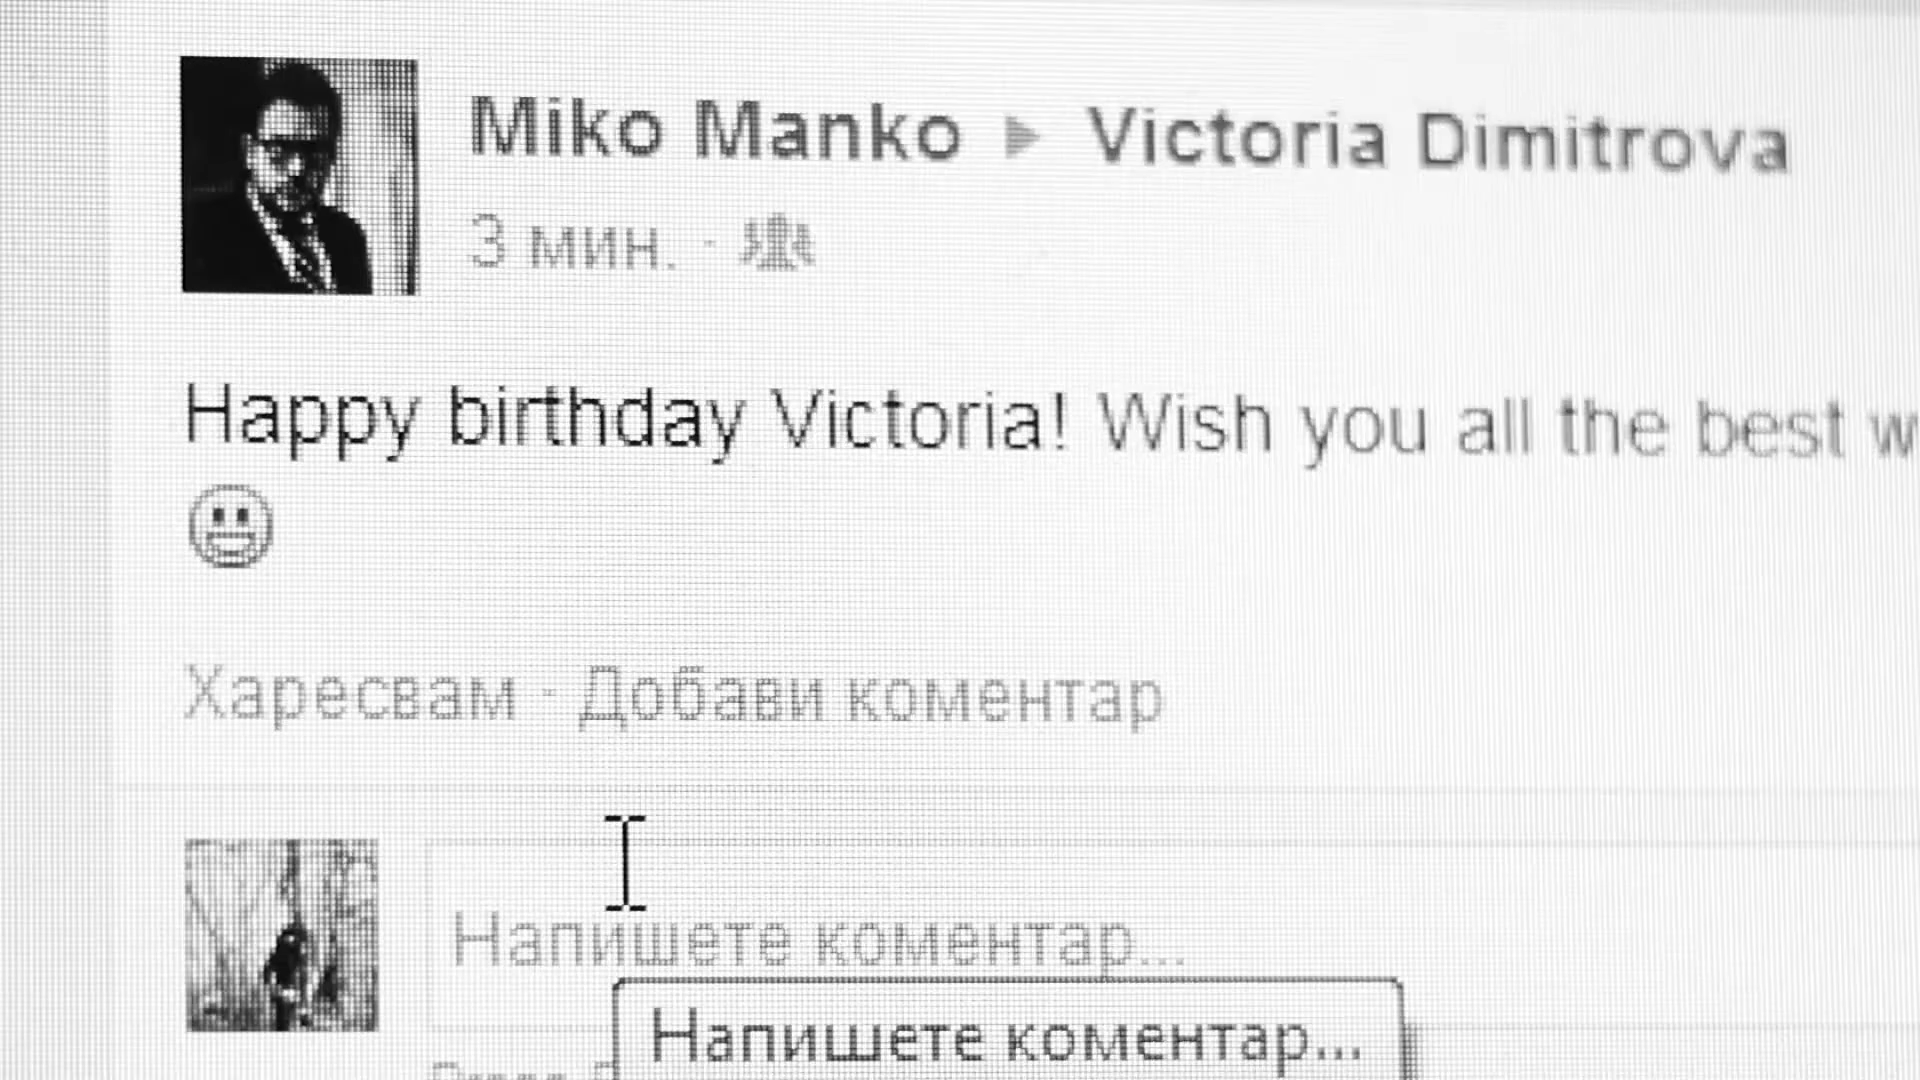 Miko Manko ▸ Victoria Dimitrova
3 мин. ·
Happy birthday Victoria! Wish you all the best
Харесвам · Добави коментар
Напишете коментар...
Напишете коментар...